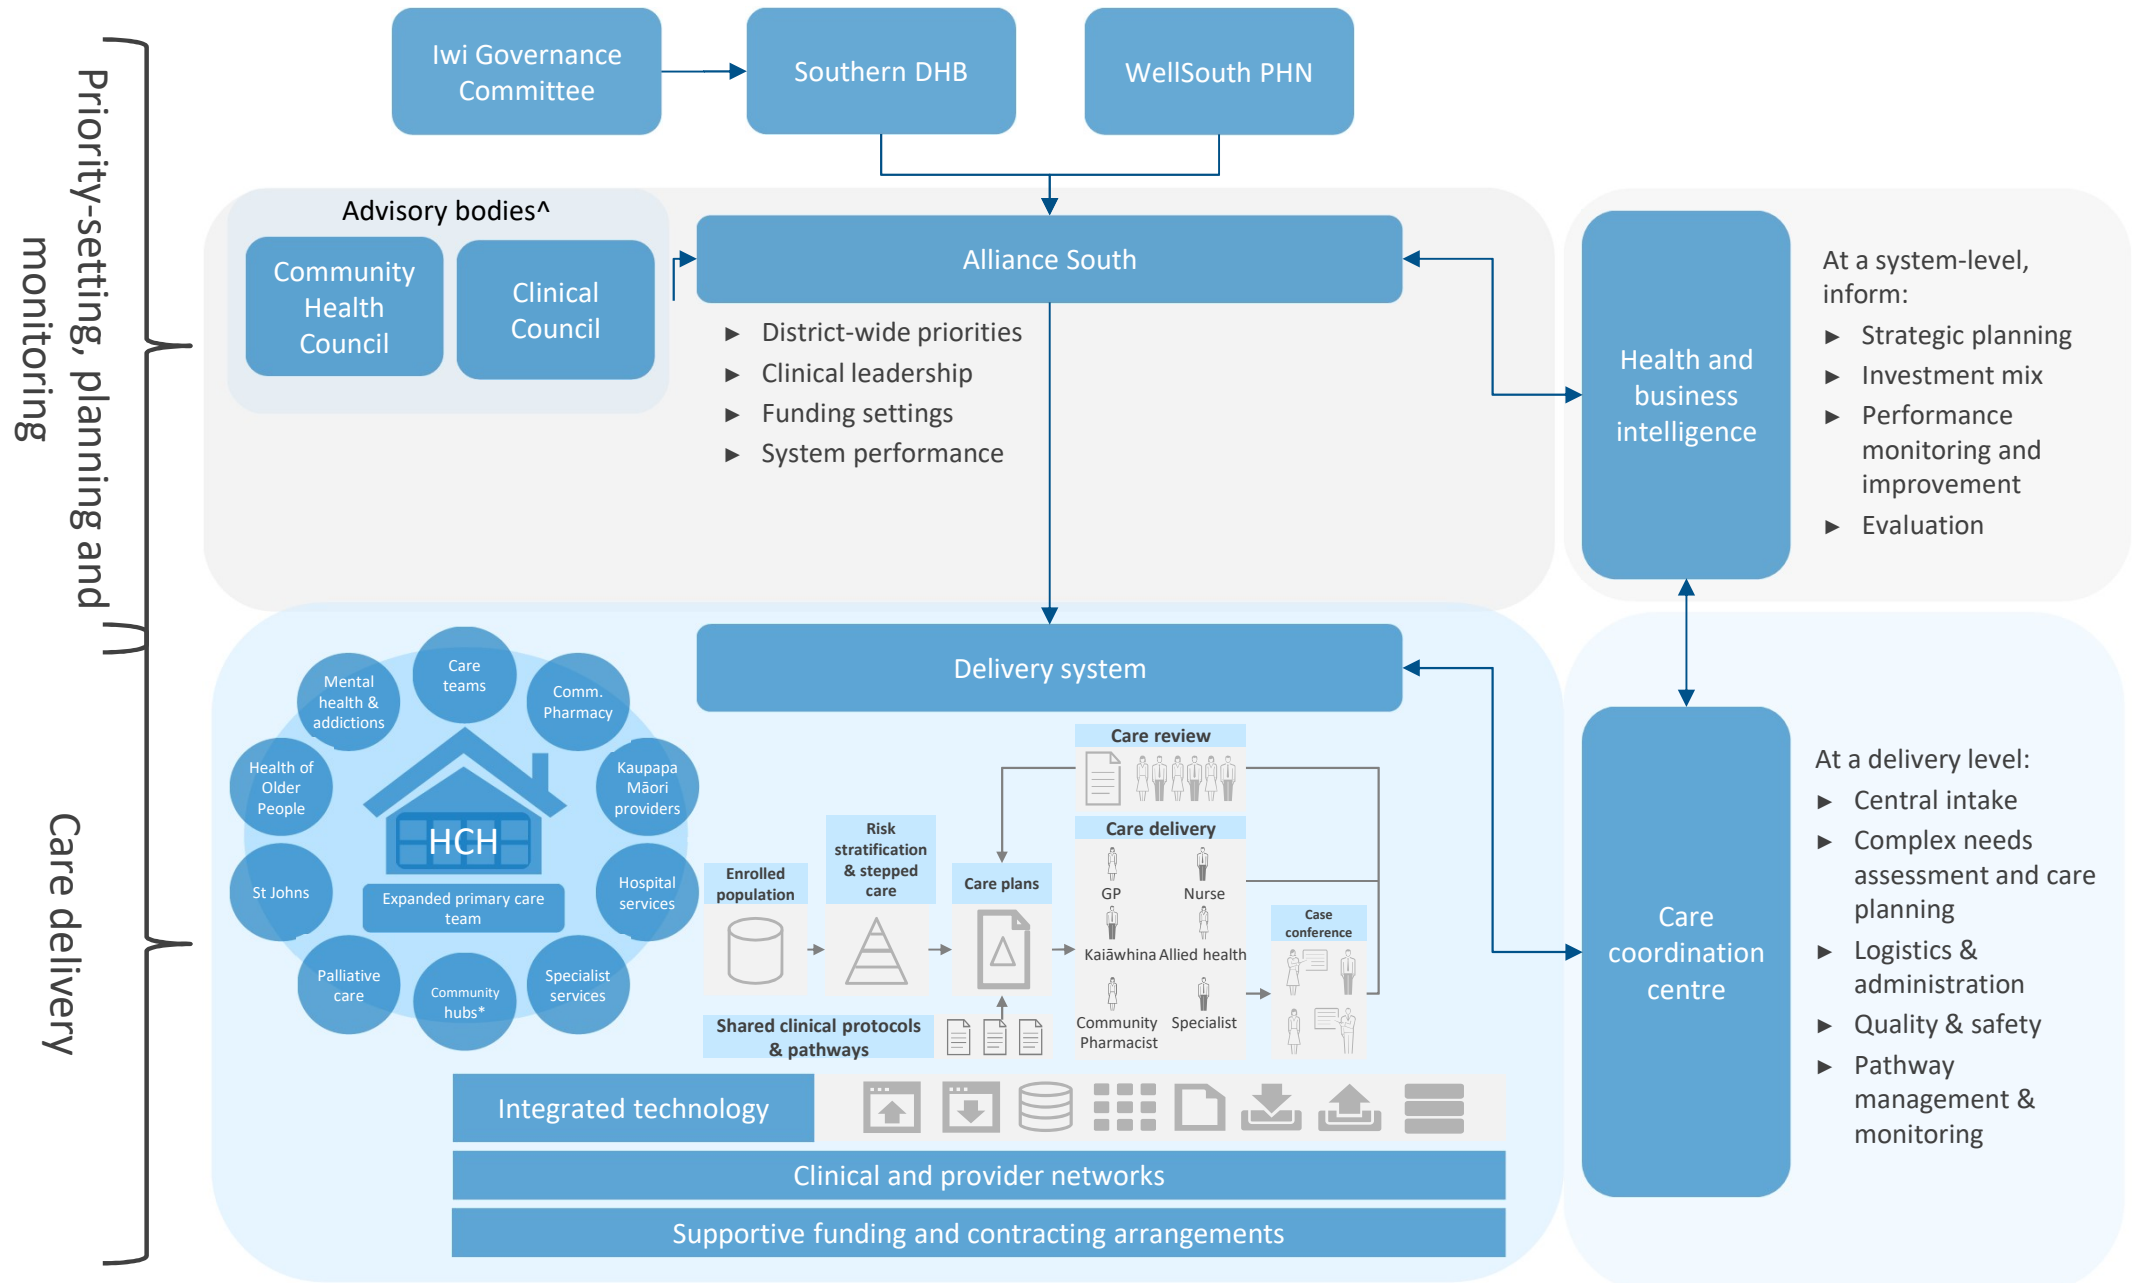 Priority-setting, planning and
monitoring
Care delivery
Iwi Governance
Committee
Southern DHB
WellSouth PHN
Advisory bodies^
Community
Health
Council
Clinical
Council
Alliance South
► District-wide priorities
► Clinical leadership
► Funding settings
► System performance
Health and
business
intelligence
At a system-level,
inform:
► Strategic planning
► Investment mix
► Performance
monitoring and
improvement
► Evaluation
Delivery system
Care
teams
Comm.
Pharmacy
Kaupapa
Māori
providers
Hospital
services
Specialist
services
Community
hubs*
Palliative
care
St Johns
Health of
Older
People
Mental
health &
addictions
HCH
Expanded primary care
team
Enrolled
population
Risk
stratification
& stepped
care
Care plans
Shared clinical protocols
& pathways
Care review
Care delivery
GP
Nurse
Kaiāwhina
Allied health
Community
Pharmacist
Specialist
Case
conference
Integrated technology
Clinical and provider networks
Supportive funding and contracting arrangements
Care
coordination
centre
At a delivery level:
► Central intake
► Complex needs
assessment and care
planning
► Logistics &
administration
► Quality & safety
► Pathway
management &
monitoring